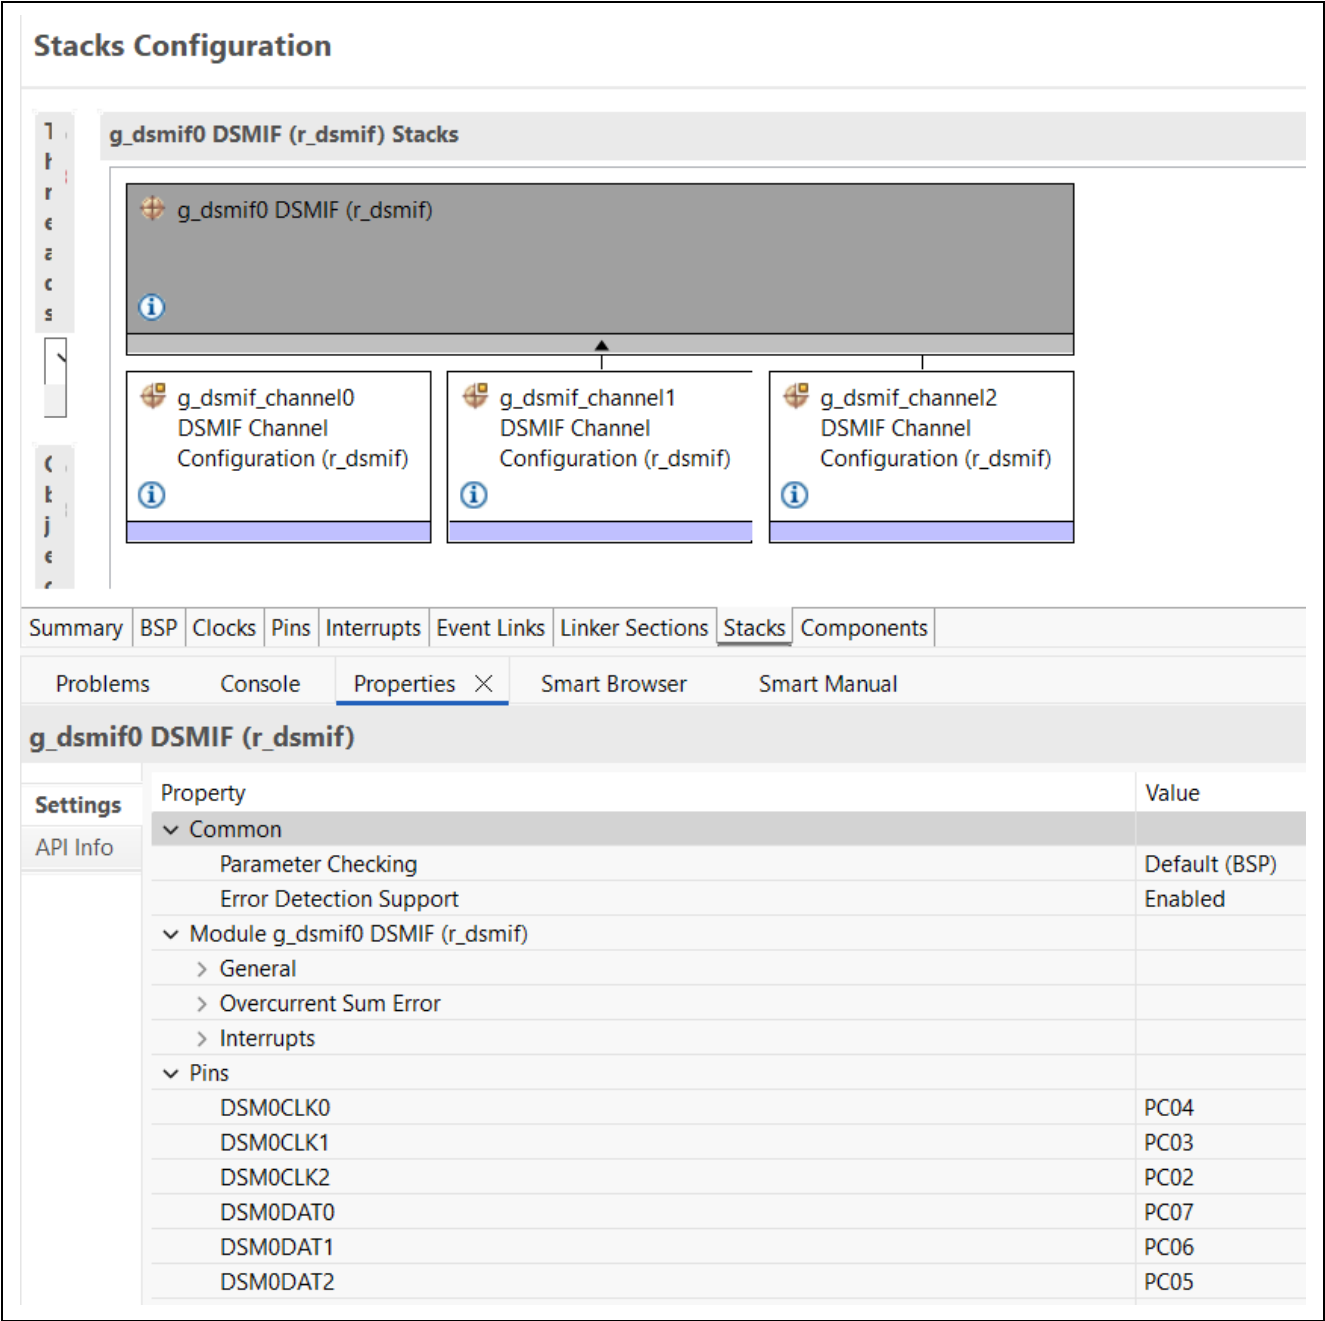 Stacks Configuration
g_dsmif0 DSMIF (r_dsmif) Stacks
g_dsmif0 DSMIF (r_dsmif)
g_dsmif_channel0
DSMIF Channel
Configuration (r_dsmif)
g_dsmif_channel1
DSMIF Channel
Configuration (r_dsmif)
g_dsmif_channel2
DSMIF Channel
Configuration (r_dsmif)
Summary BSP Clocks Pins Interrupts Event Links Linker Sections Stacks Components
Problems Console Properties Smart Browser Smart Manual
g_dsmif0 DSMIF (r_dsmif)
Settings
API Info
Property Value
Common
Parameter Checking Default (BSP)
Error Detection Support Enabled
Module g_dsmif0 DSMIF (r_dsmif)
General
Overcurrent Sum Error
Interrupts
Pins
DSM0CLK0 PC04
DSM0CLK1 PC03
DSM0CLK2 PC02
DSM0DAT0 PC07
DSM0DAT1 PC06
DSM0DAT2 PC05